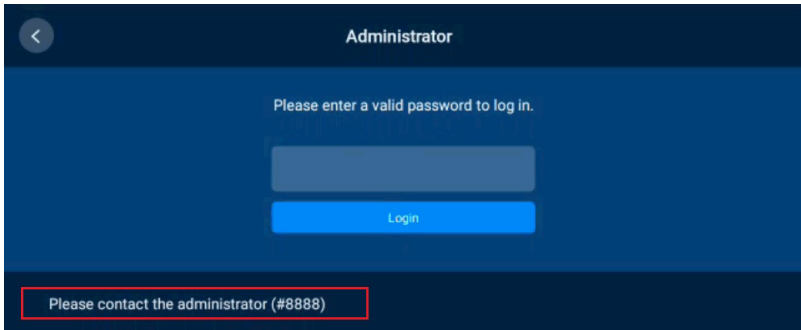 Administrator
Please enter a valid password to log in.
Login
Please contact the administrator (#8888)